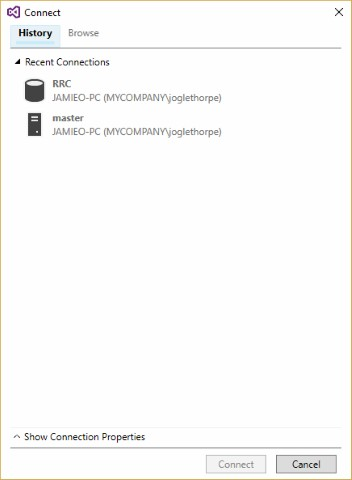 Connect
History Browse
Recent Connections
RRC
JAMIEO-PC (MYCOMPANY\joglethorpe)
master
JAMIEO-PC (MYCOMPANY\joglethorpe)
Show Connection Properties
Connect Cancel